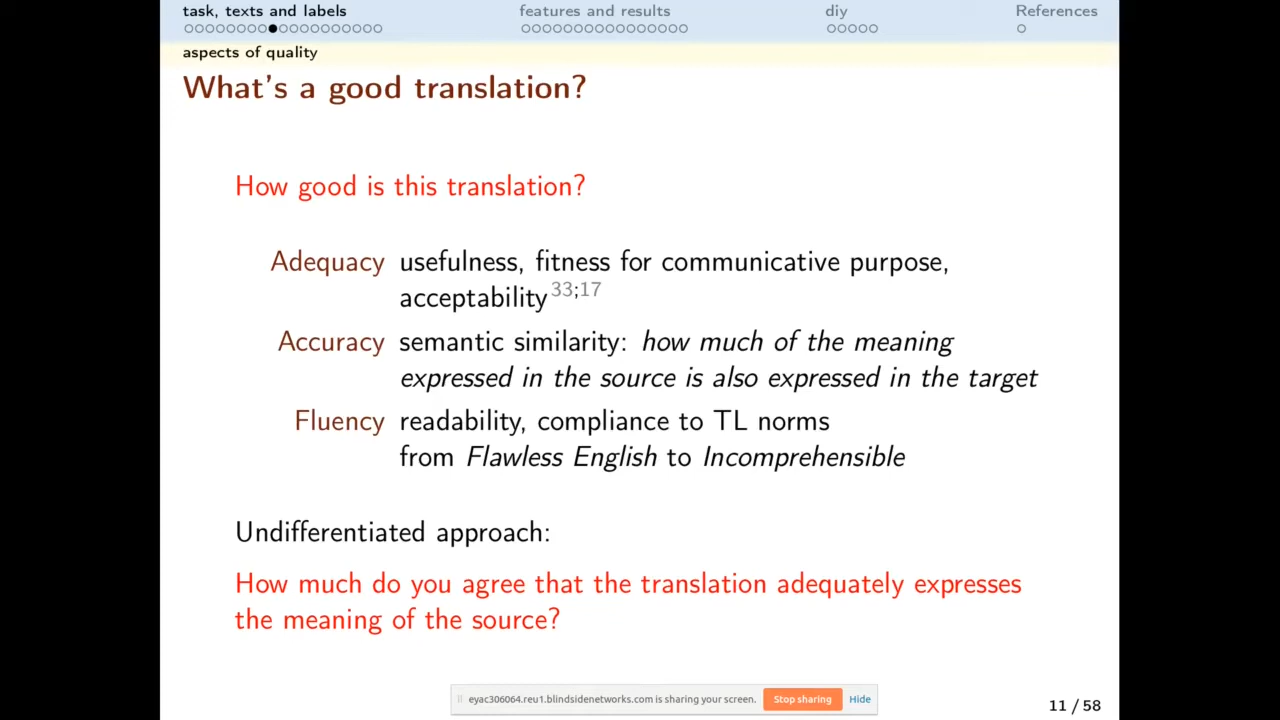 task, texts and labels features and results diy References
aspects of quality
What's a good translation?
How good is this translation?
Adequacy usefulness, fitness for communicative purpose,
acceptability33;17
Accuracy semantic similarity: how much of the meaning
expressed in the source is also expressed in the target
Fluency readability, compliance to TL norms
from Flawless English to Incomprehensible
Undifferentiated approach:
How much do you agree that the translation adequately expresses
the meaning of the source?
eyac306064.reu1.blindsidenetworks.com is sharing your screen. Stop sharing Hide
11 / 58